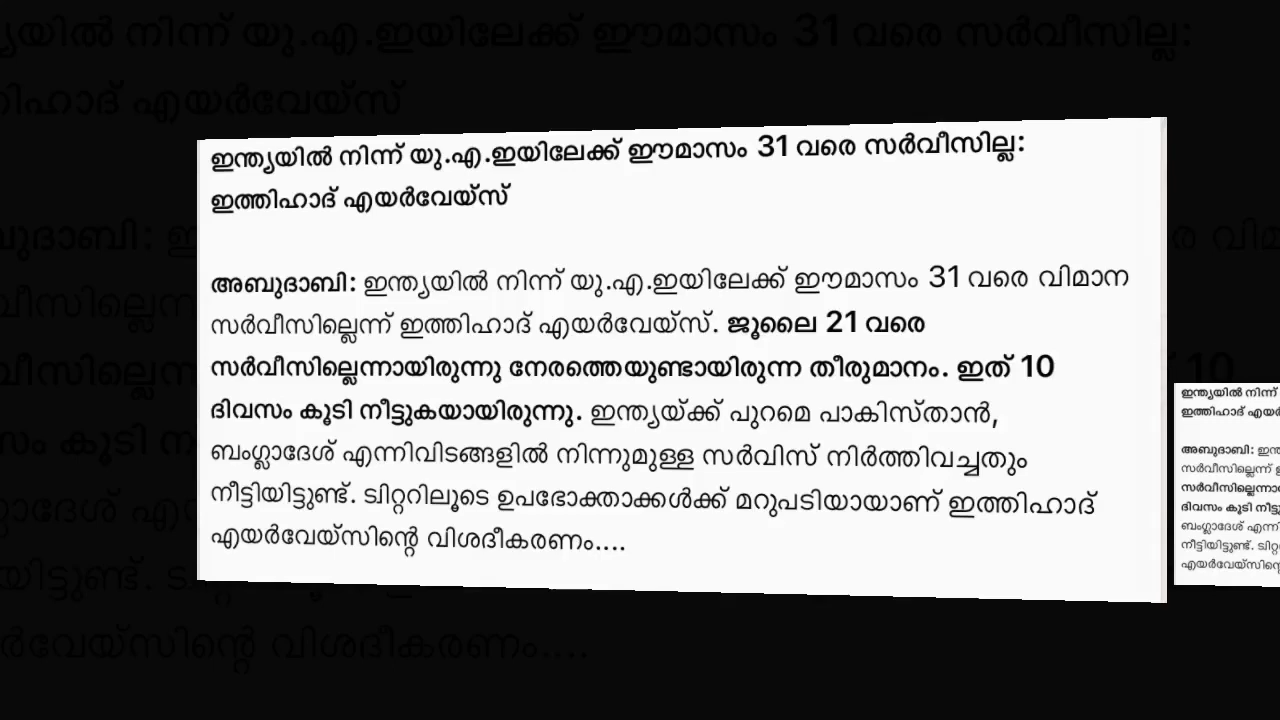 ഇന്ത്യയിൽ നിന്ന് യു.എ.ഇയിലേക്ക് ഈമാസം 31 വരെ സർവീസില്ല:
ഇത്തിഹാദ് എയർവേയ്സ്
അബുദാബി: ഇന്ത്യയിൽ നിന്ന് യു.എ.ഇയിലേക്ക് ഈമാസം 31 വരെ വിമാന
സർവീസില്ലെന്ന് ഇത്തിഹാദ് എയർവേയ്സ്. ജൂലൈ 21 വരെ
സർവീസില്ലെന്നായിരുന്നു നേരത്തെയുണ്ടായിരുന്ന തീരുമാനം. ഇത് 10
ദിവസം കൂടി നീട്ടുകയായിരുന്നു. ഇന്ത്യയ്ക്ക് പുറമെ പാകിസ്താൻ,
ബംഗ്ലാദേശ് എന്നിവിടങ്ങളിൽ നിന്നുമുള്ള സർവിസ് നിർത്തിവച്ചതും
നീട്ടിയിട്ടുണ്ട്. ട്വിറ്ററിലൂടെ ഉപഭോക്താക്കൾക്ക് മറുപടിയായാണ് ഇത്തിഹാദ്
എയർവേയ്സിന്റെ വിശദീകരണം....